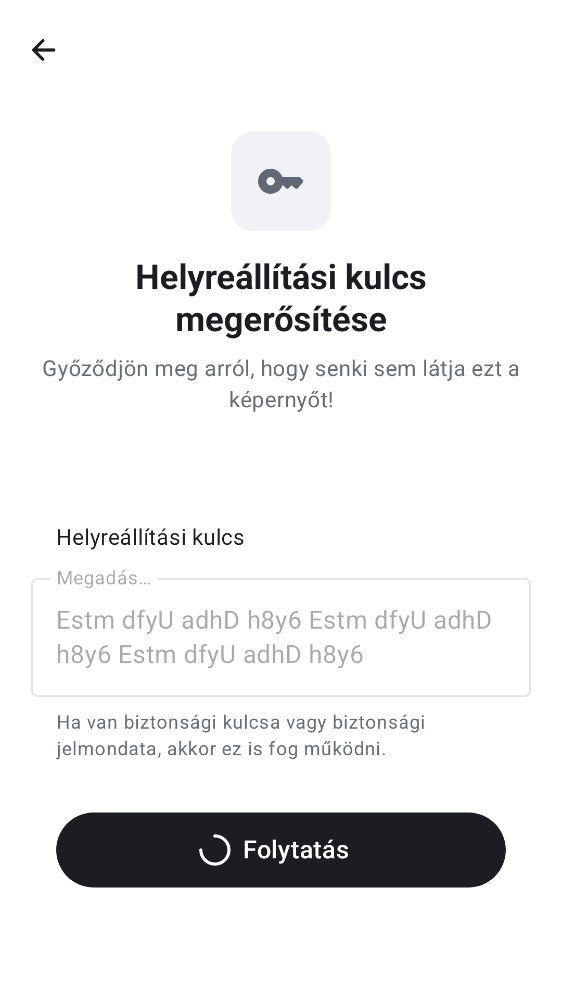 Helyreállítási kulcs
megerősítése
Győződjön meg arról, hogy senki sem látja ezt a
képernyőt!
Helyreállítási kulcs
Megadás…
Estm dfyU adhD h8y6 Estm dfyU adhD
h8y6 Estm dfyU adhD h8y6
Ha van biztonsági kulcsa vagy biztonsági
jelmondata, akkor ez is fog működni.
Folytatás